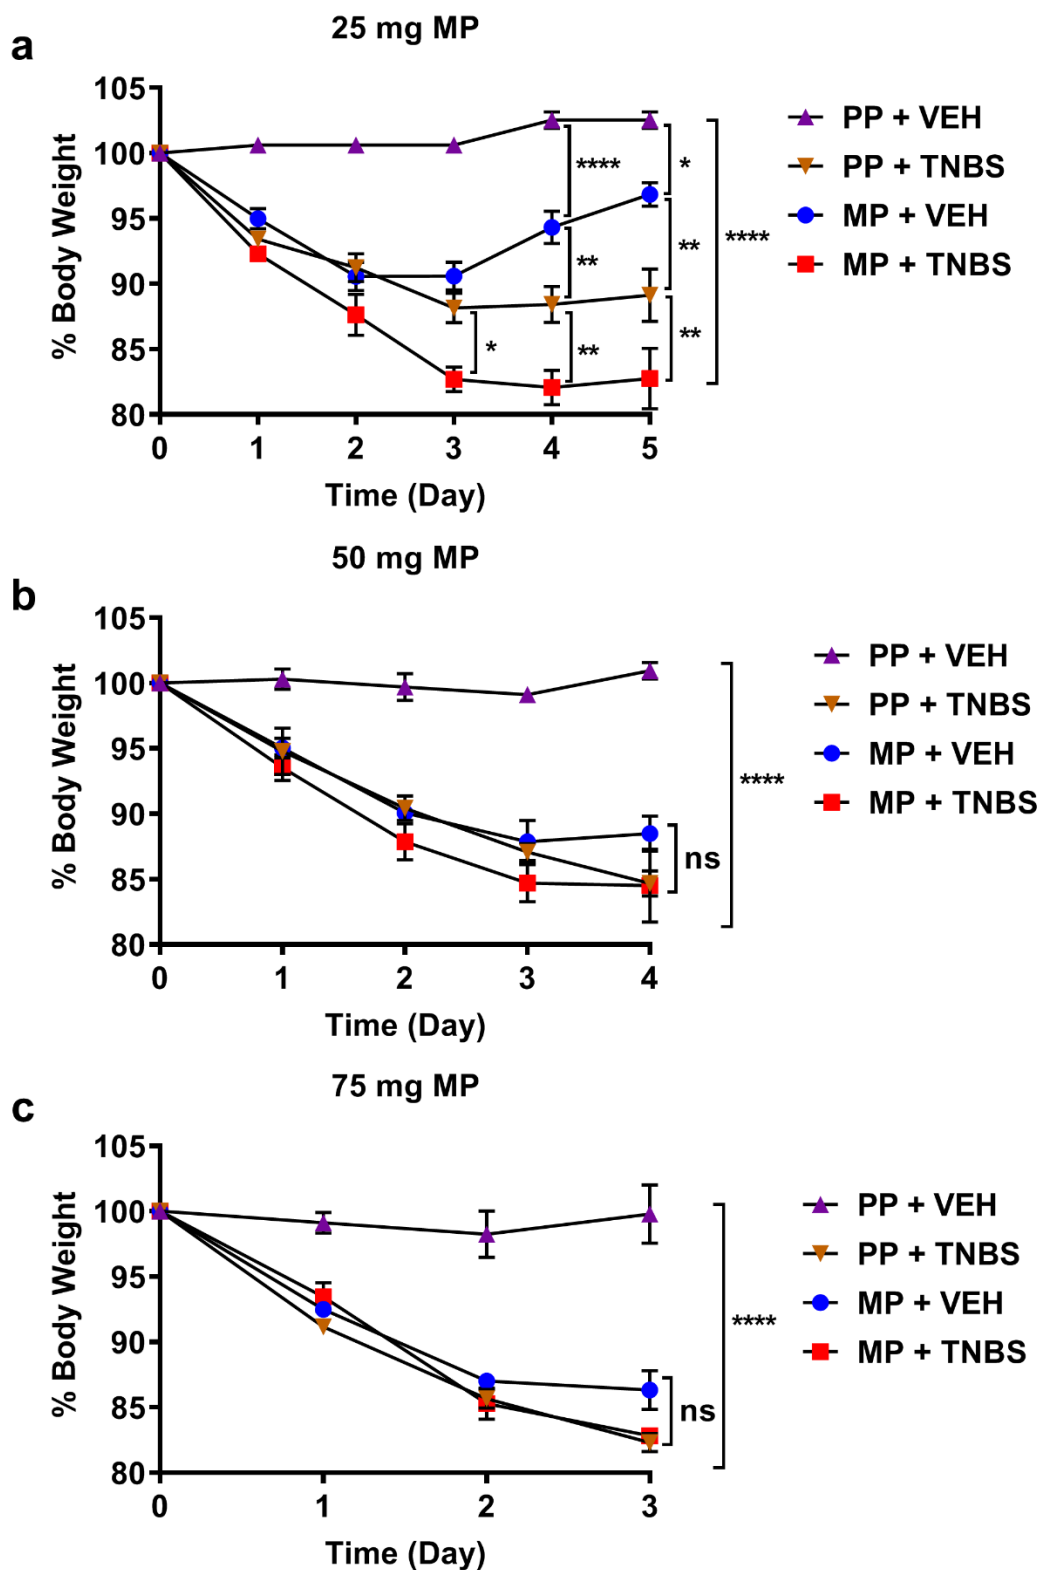 a
25 mg MP
105
100
95
90
85
80
% Body Weight
0 1 2 3 4 5
Time (Day)
****
*
**
**
****
*
**
**
PP + VEH
PP + TNBS
MP + VEH
MP + TNBS
b
50 mg MP
105
100
95
90
85
80
% Body Weight
0 1 2 3 4
Time (Day)
ns
****
PP + VEH
PP + TNBS
MP + VEH
MP + TNBS
c
75 mg MP
105
100
95
90
85
80
% Body Weight
0 1 2 3
Time (Day)
ns
****
PP + VEH
PP + TNBS
MP + VEH
MP + TNBS